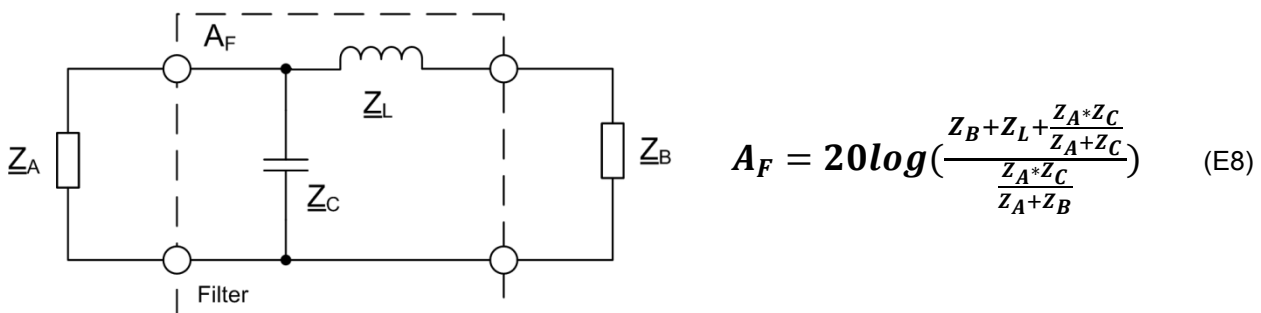 A_F
Z_L
Z_A
Z_B
Z_C
Filter
A_F = 20log((Z_B+Z_L+(Z_A*Z_C)/(Z_A+Z_C))/((Z_A*Z_C)/(Z_A+Z_B))) (E8)